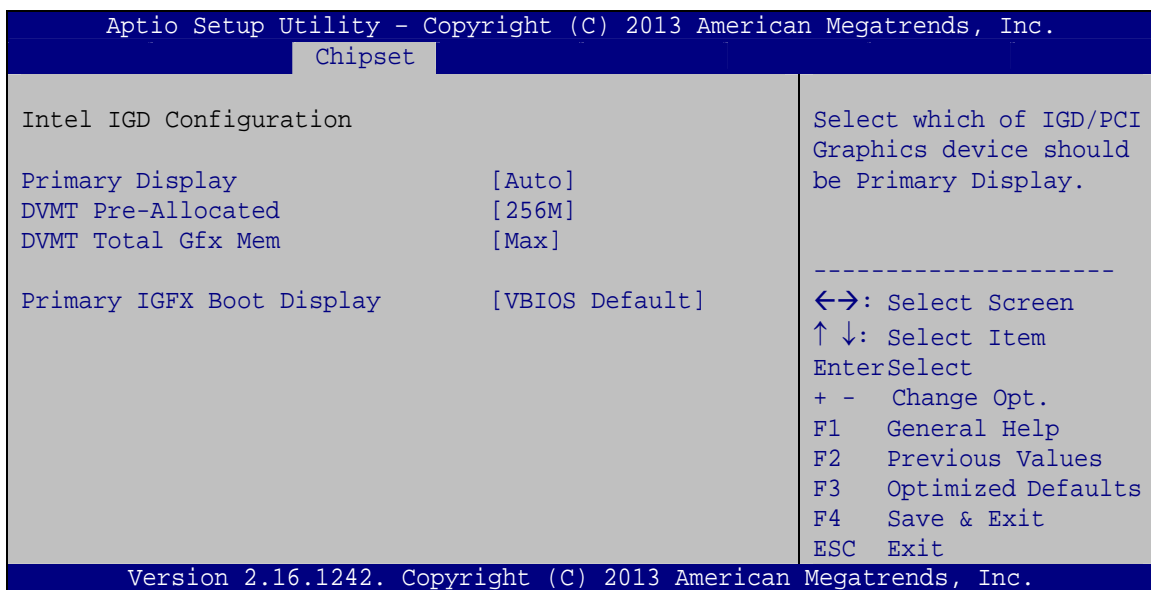 Aptio Setup Utility – Copyright (C) 2013 American Megatrends, Inc.
Chipset
Intel IGD Configuration
Primary Display [Auto]
DVMT Pre-Allocated [256M]
DVMT Total Gfx Mem [Max]
Primary IGFX Boot Display [VBIOS Default]
Select which of IGD/PCI
Graphics device should
be Primary Display.
---------------------
←→: Select Screen
↑ ↓: Select Item
EnterSelect
+ - Change Opt.
F1 General Help
F2 Previous Values
F3 Optimized Defaults
F4 Save & Exit
ESC Exit
Version 2.16.1242. Copyright (C) 2013 American Megatrends, Inc.